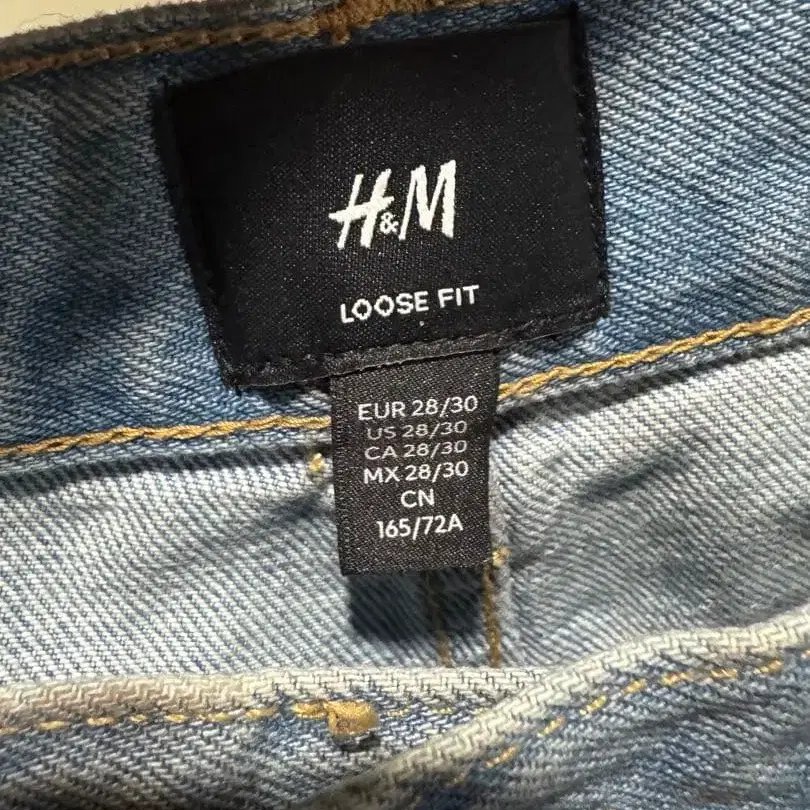 H&M
LOOSE FIT
EUR 28/30
US 28/30
CA 28/30
MX 28/30
CN
165/72A